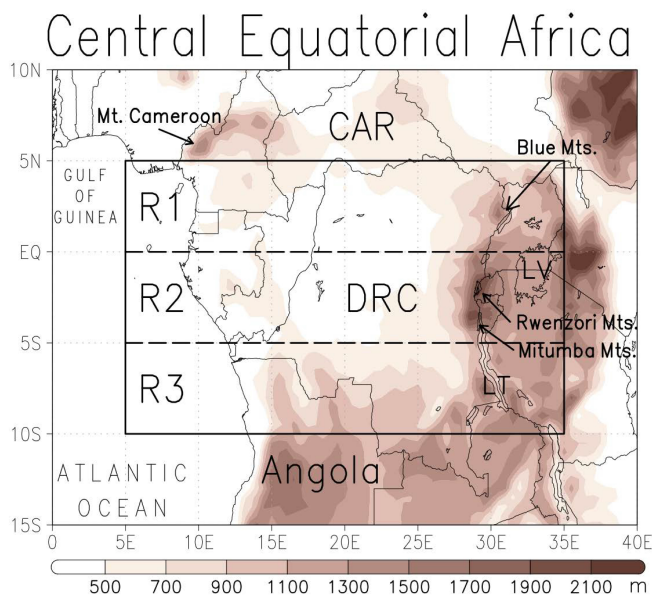 Central Equatorial Africa
10N
Mt. Cameroon
CAR
Blue Mts.
5N
GULF
OF
GUINEA
R1
EQ
LV
R2
DRC
Rwenzori Mts.
5S
Mitumba Mts.
R3
LT
10S
Angola
ATLANTIC
OCEAN
15S
0 5E 10E 15E 20E 25E 30E 35E 40E
500 700 900 1100 1300 1500 1700 1900 2100 m